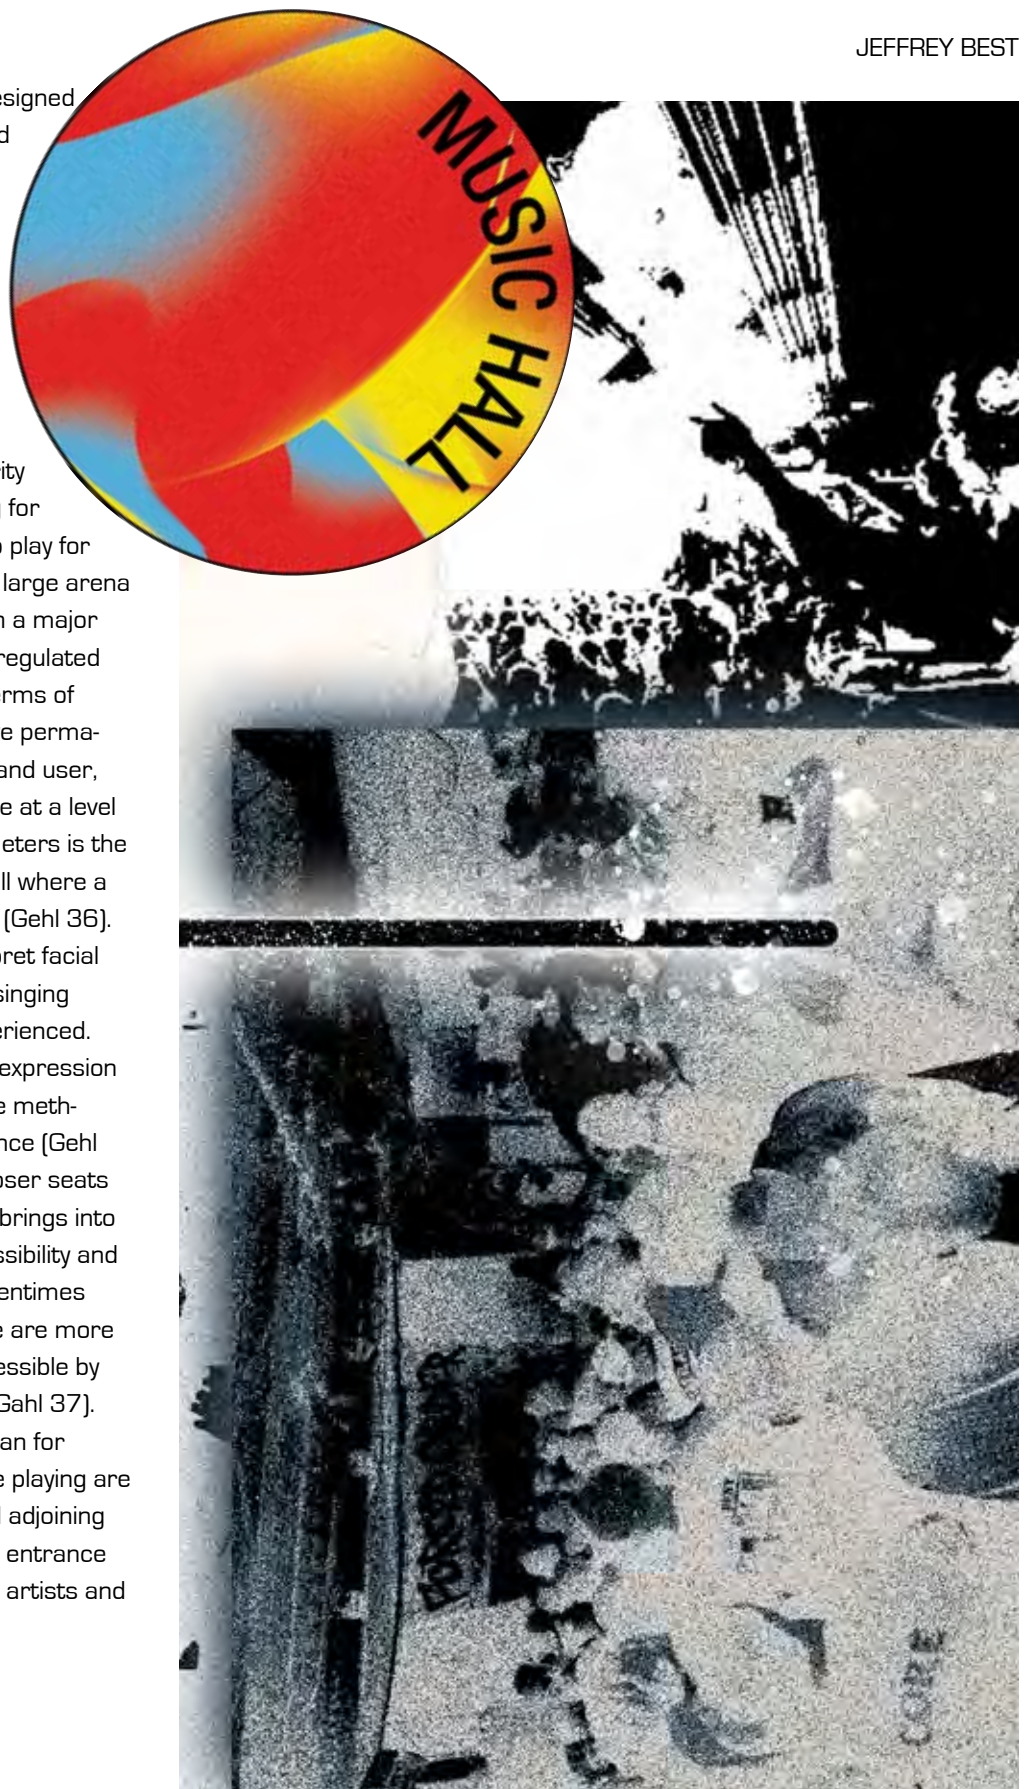 JEFFREY BEST
esigned
d
MUSIC HALL
ity
for
play for
large arena
a major
regulated
erms of
e perma-
and user,
e at a level
eters is the
ll where a
(Gehl 36).
ret facial
singing
erienced.
expression
e meth-
nce (Gehl
oser seats
brings into
ssibility and
entimes
e are more
essible by
Gahl 37).
an for
e playing are
adjoining
entrance
artists and
CORE